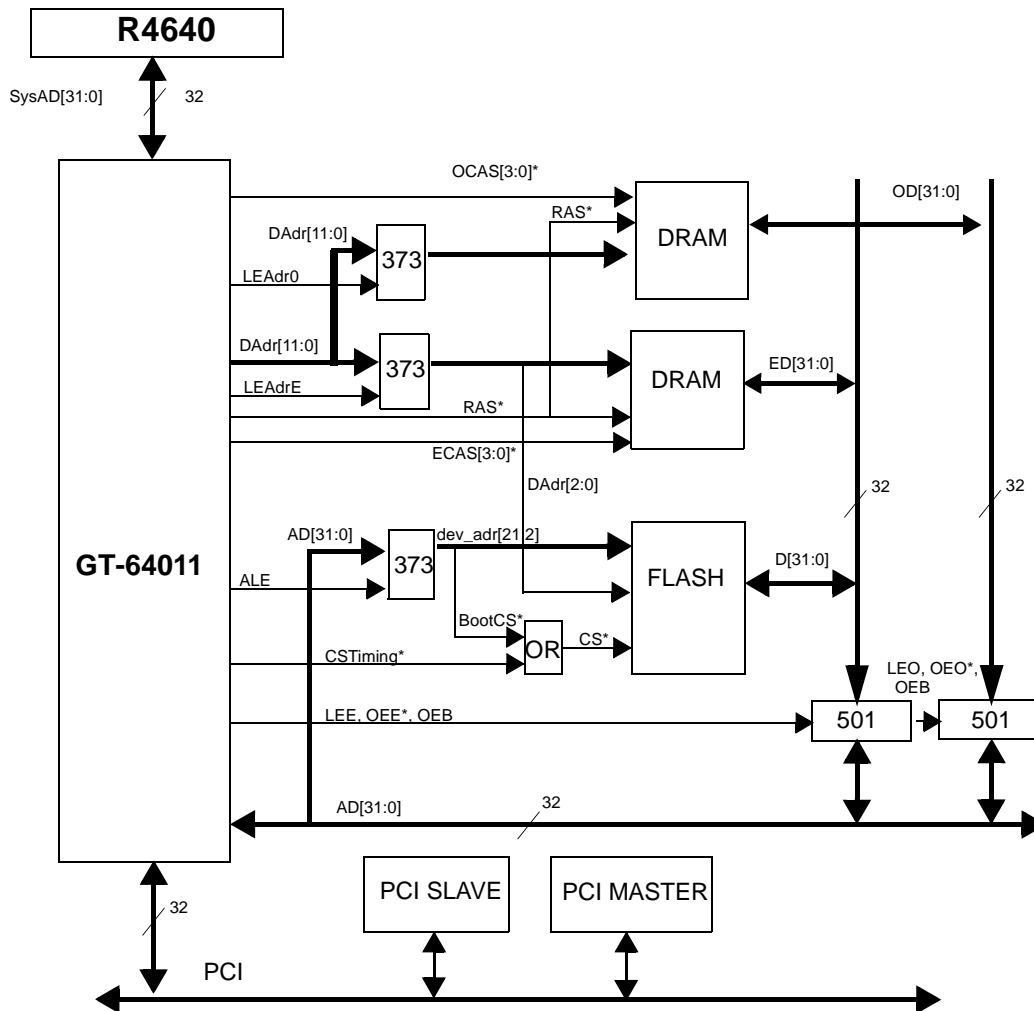 R4640
SysAD[31:0]
32
OCAS[3:0]*
OD[31:0]
RAS*
DRAM
DAdr[11:0]
373
LEAdr0
DAdr[11:0]
373
ED[31:0]
DRAM
LEAdrE
RAS*
ECAS[3:0]*
DAdr[2:0]
32
32
AD[31:0]
dev_adr[21:2]
GT-64011
373
D[31:0]
ALE
FLASH
BootCS*
OR
CS*
CSTiming*
LEO, OEO*,
OEB
LEE, OEE*, OEB
501
501
AD[31:0]
32
PCI SLAVE
PCI MASTER
32
PCI